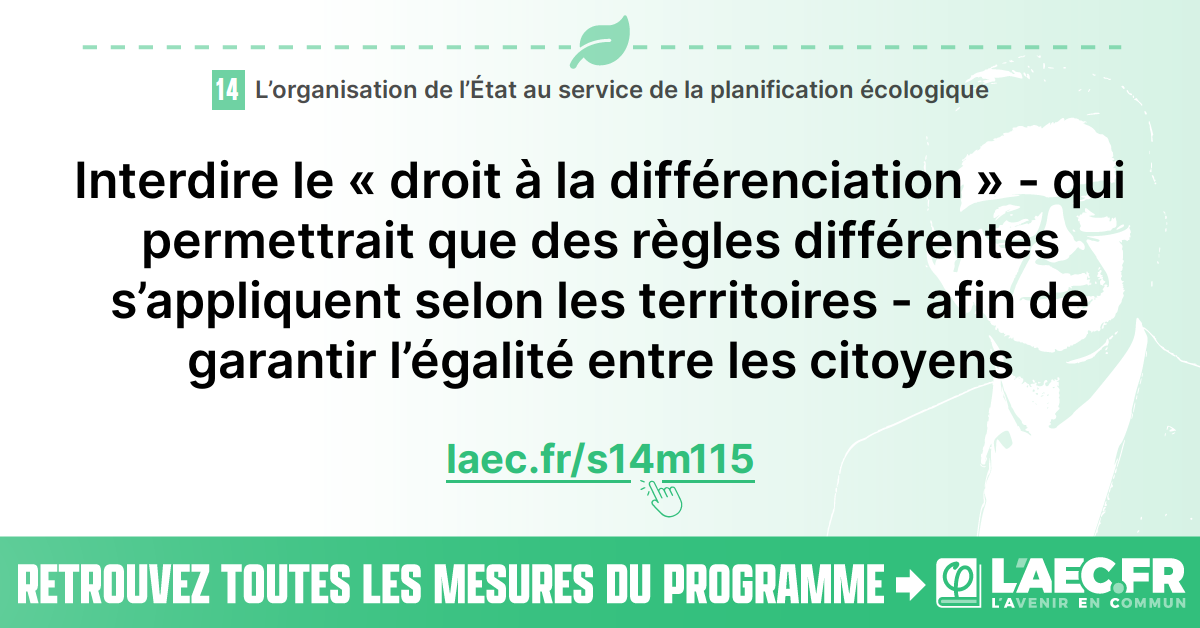 14 L’organisation de l’État au service de la planification écologique
Interdire le « droit à la différenciation » - qui
permettrait que des règles différentes
s’appliquent selon les territoires - afin de
garantir l’égalité entre les citoyens
laec.fr/s14m115
RETROUVEZ TOUTES LES MESURES DU PROGRAMME
L’AEC.FR
L’AVENIR EN COMMUN